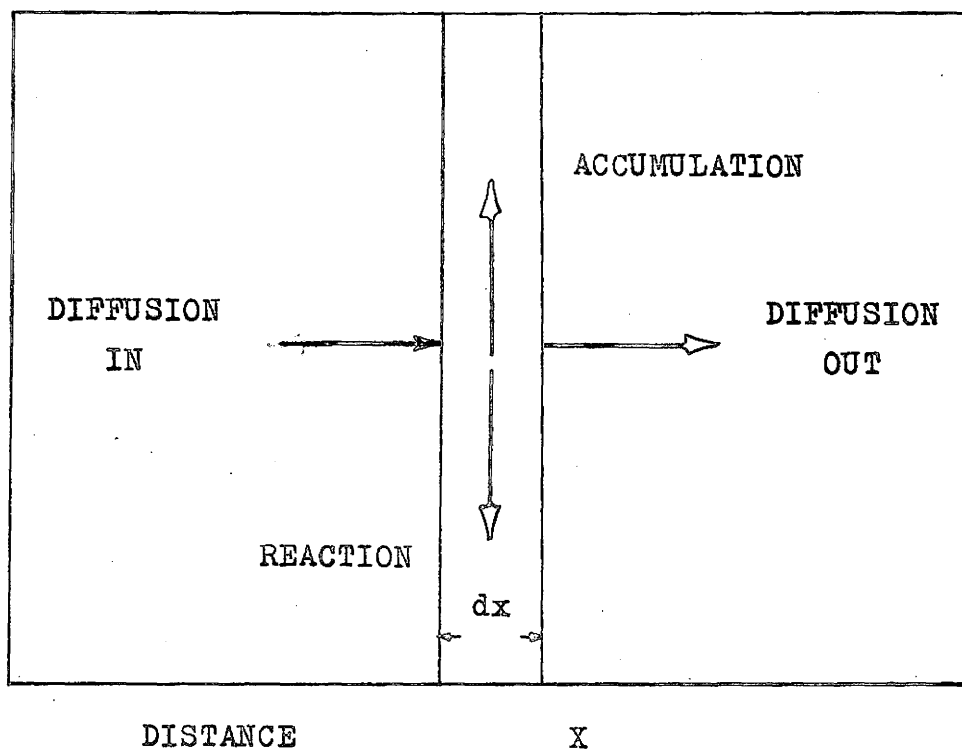 ACCUMULATION
DIFFUSION
IN
DIFFUSION
OUT
REACTION
dx
DISTANCE X